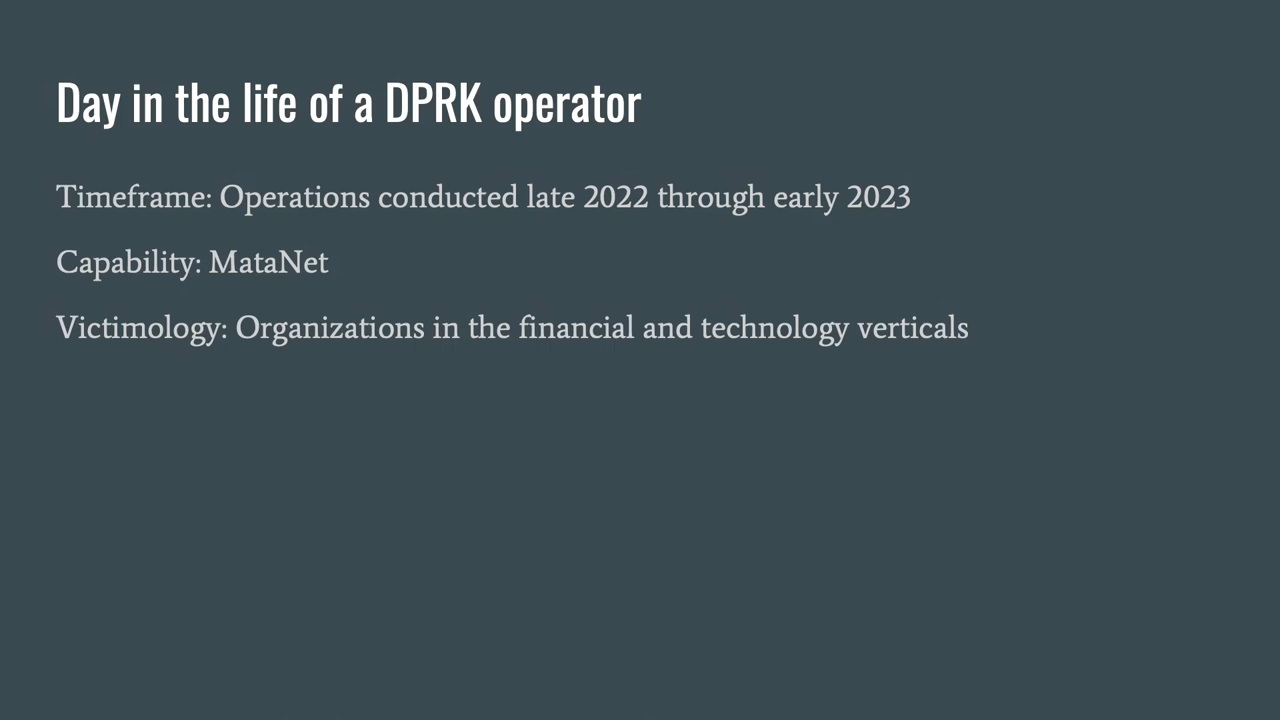 Day in the life of a DPRK operator
Timeframe: Operations conducted late 2022 through early 2023
Capability: MataNet
Victimology: Organizations in the financial and technology verticals